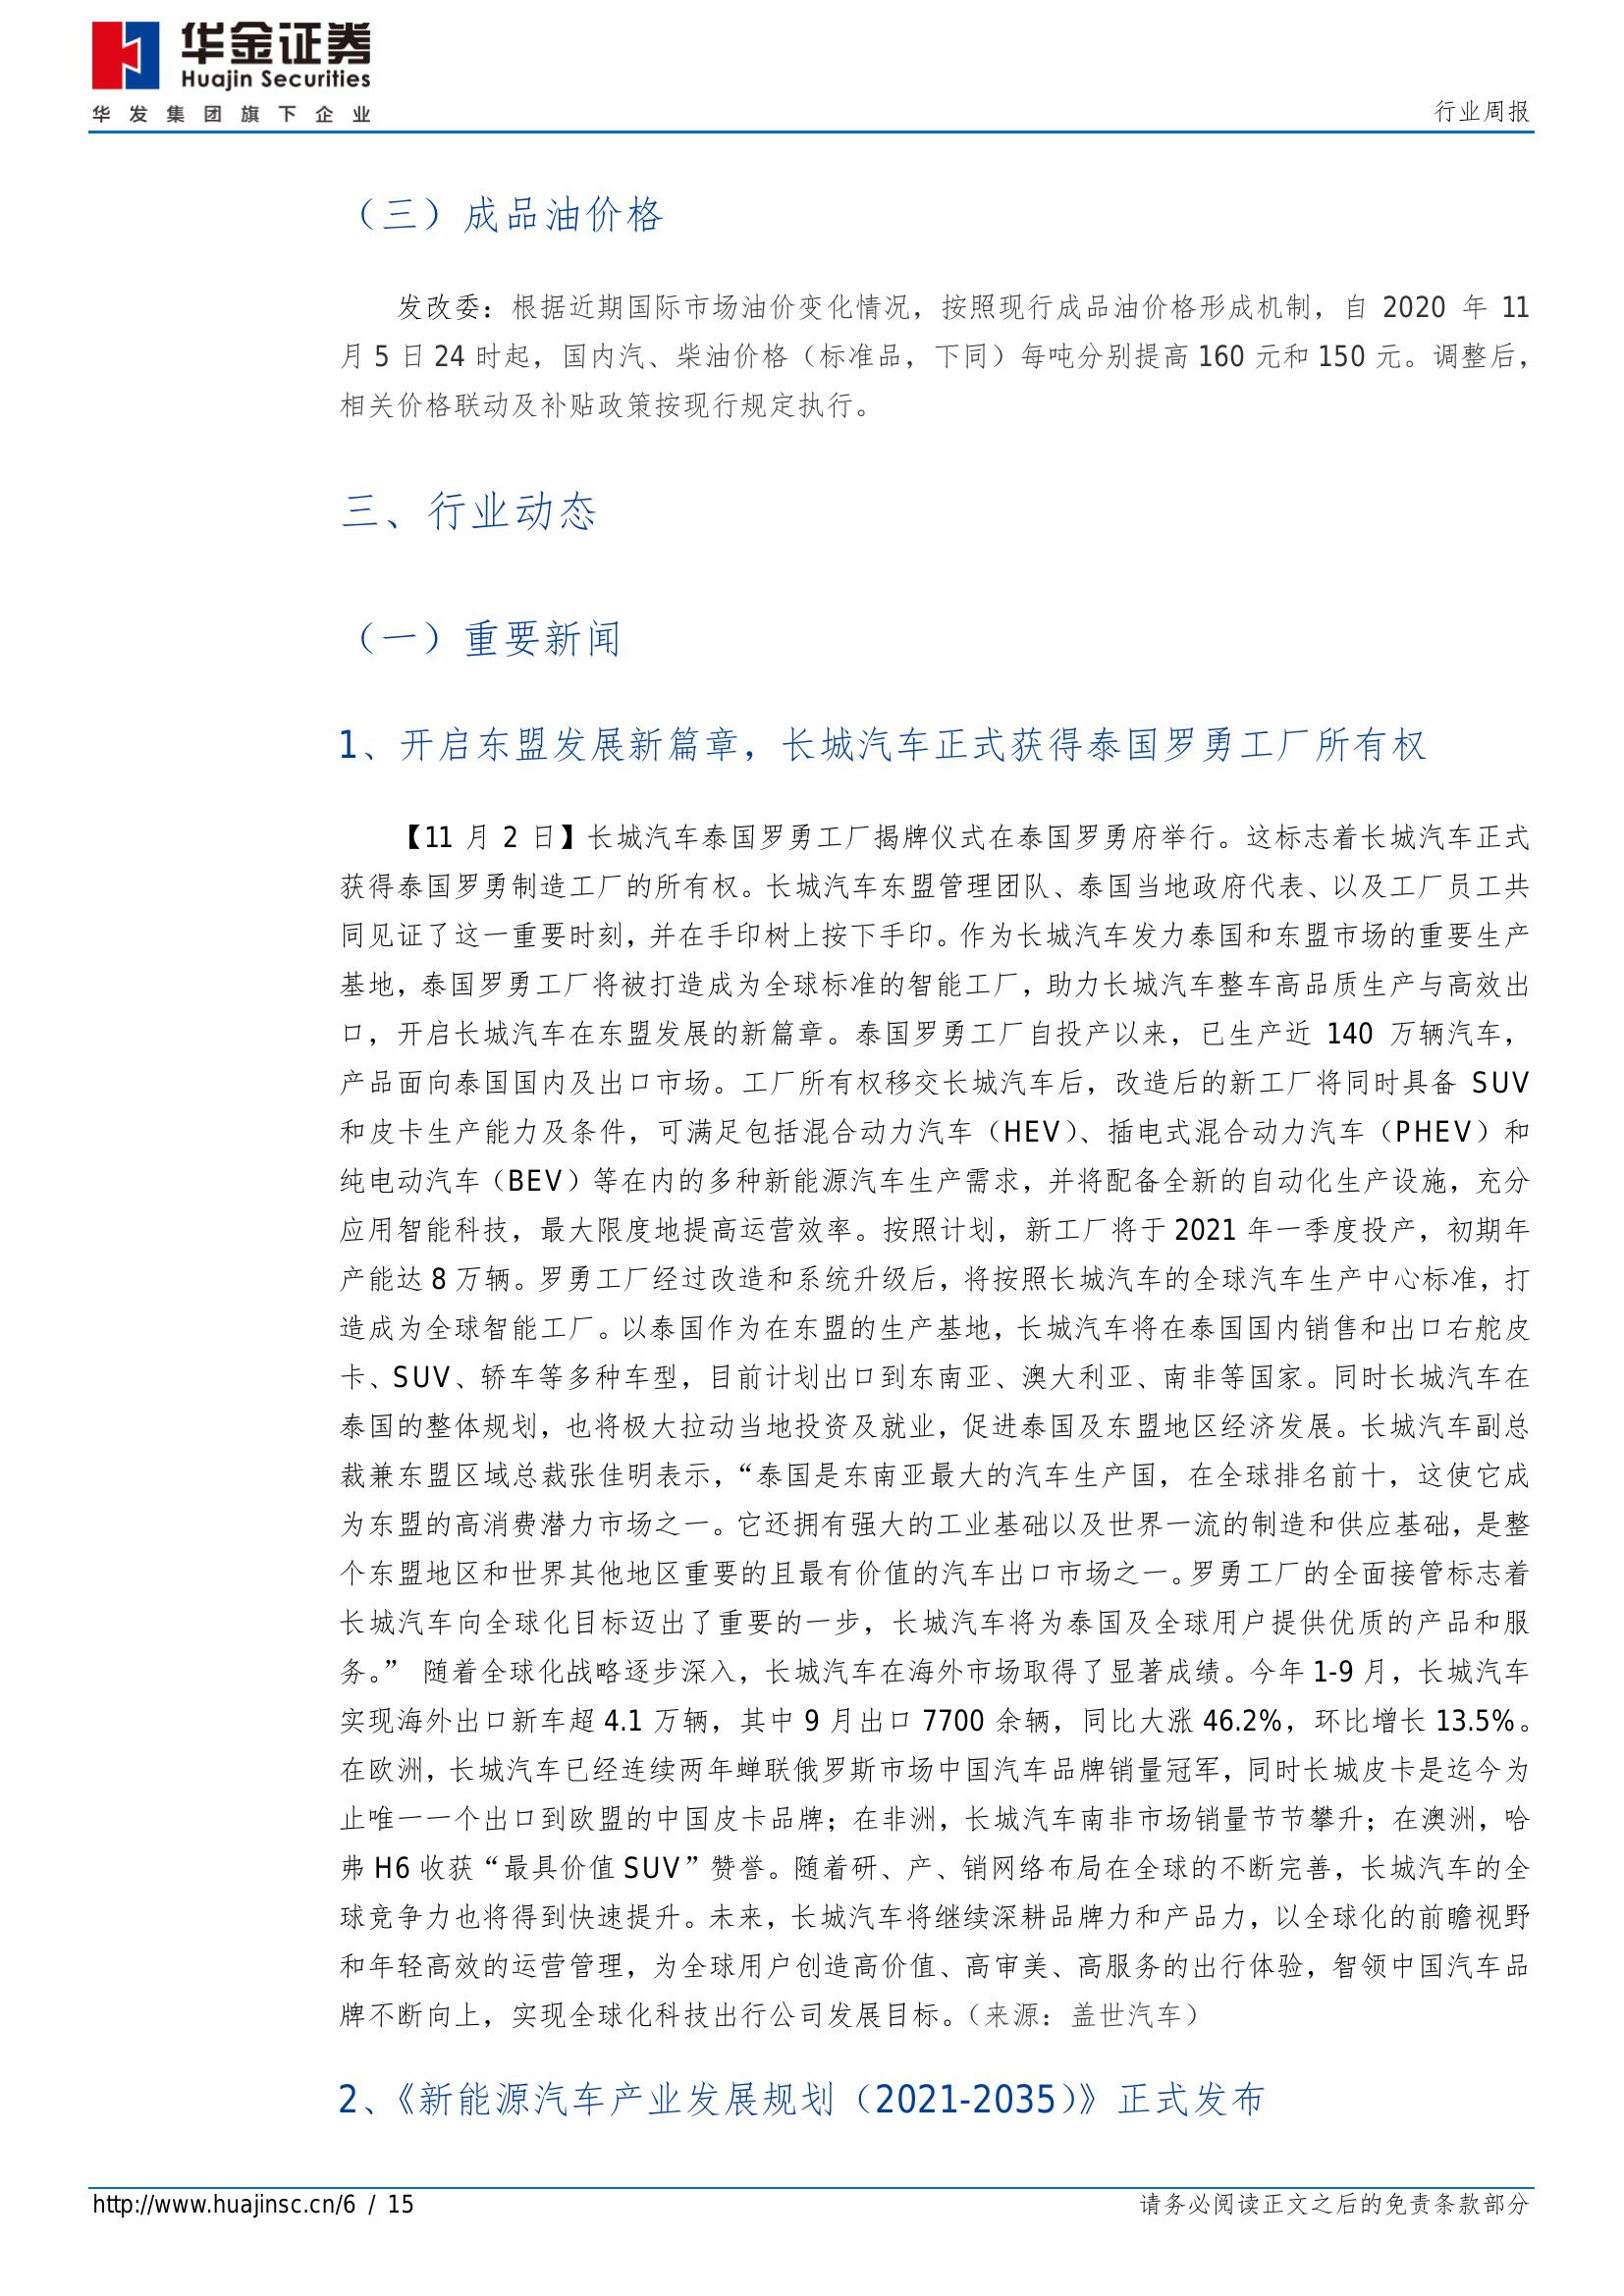 华金证券
Huajin Securities
华发集团旗下企业
行业周报
（三）成品油价格
发改委：根据近期国际市场油价变化情况，按照现行成品油价格形成机制，自 2020 年 11
月 5 日 24 时起，国内汽、柴油价格（标准品，下同）每吨分别提高 160 元和 150 元。调整后，
相关价格联动及补贴政策按现行规定执行。
三、行业动态
（一）重要新闻
1、开启东盟发展新篇章，长城汽车正式获得泰国罗勇工厂所有权
【11 月 2 日】长城汽车泰国罗勇工厂揭牌仪式在泰国罗勇府举行。这标志着长城汽车正式
获得泰国罗勇制造工厂的所有权。长城汽车东盟管理团队、泰国当地政府代表、以及工厂员工共
同见证了这一重要时刻，并在手印树上按下手印。作为长城汽车发力泰国和东盟市场的重要生产
基地，泰国罗勇工厂将被打造成为全球标准的智能工厂，助力长城汽车整车高品质生产与高效出
口，开启长城汽车在东盟发展的新篇章。泰国罗勇工厂自投产以来，已生产近 140 万辆汽车，
产品面向泰国国内及出口市场。工厂所有权移交长城汽车后，改造后的新工厂将同时具备 SUV
和皮卡生产能力及条件，可满足包括混合动力汽车（HEV）、插电式混合动力汽车（PHEV）和
纯电动汽车（BEV）等在内的多种新能源汽车生产需求，并将配备全新的自动化生产设施，充分
应用智能科技，最大限度地提高运营效率。按照计划，新工厂将于 2021 年一季度投产，初期年
产能达 8 万辆。罗勇工厂经过改造和系统升级后，将按照长城汽车的全球汽车生产中心标准，打
造成为全球智能工厂。以泰国作为在东盟的生产基地，长城汽车将在泰国国内销售和出口右舵皮
卡、SUV、轿车等多种车型，目前计划出口到东南亚、澳大利亚、南非等国家。同时长城汽车在
泰国的整体规划，也将极大拉动当地投资及就业，促进泰国及东盟地区经济发展。长城汽车副总
裁兼东盟区域总裁张佳明表示，“泰国是东南亚最大的汽车生产国，在全球排名前十，这使它成
为东盟的高消费潜力市场之一。它还拥有强大的工业基础以及世界一流的制造和供应基础，是整
个东盟地区和世界其他地区重要的且最有价值的汽车出口市场之一。罗勇工厂的全面接管标志着
长城汽车向全球化目标迈出了重要的一步，长城汽车将为泰国及全球用户提供优质的产品和服
务。” 随着全球化战略逐步深入，长城汽车在海外市场取得了显著成绩。今年 1-9 月，长城汽车
实现海外出口新车超 4.1 万辆，其中 9 月出口 7700 余辆，同比大涨 46.2%，环比增长 13.5%。
在欧洲，长城汽车已经连续两年蝉联俄罗斯市场中国汽车品牌销量冠军，同时长城皮卡是迄今为
止唯一一个出口到欧盟的中国皮卡品牌；在非洲，长城汽车南非市场销量节节攀升；在澳洲，哈
弗 H6 收获“最具价值 SUV”赞誉。随着研、产、销网络布局在全球的不断完善，长城汽车的全
球竞争力也将得到快速提升。未来，长城汽车将继续深耕品牌力和产品力，以全球化的前瞻视野
和年轻高效的运营管理，为全球用户创造高价值、高审美、高服务的出行体验，智领中国汽车品
牌不断向上，实现全球化科技出行公司发展目标。（来源：盖世汽车）
2、《新能源汽车产业发展规划（2021-2035）》正式发布
http://www.huajinsc.cn/6 / 15
请务必阅读正文之后的免责条款部分